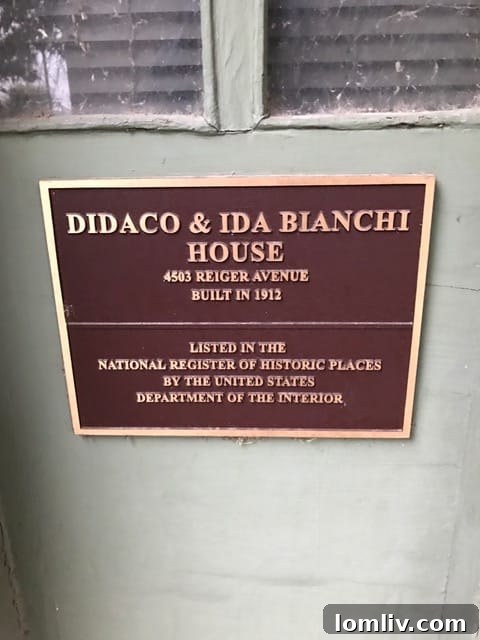 DIDACO & IDA BIANCHI
HOUSE
4503 REIGER AVENUE
BUILT IN 1912
LISTED IN THE
NATIONAL REGISTER OF HISTORIC PLACES
BY THE UNITED STATES
DEPARTMENT OF THE INTERIOR
lomliv.com